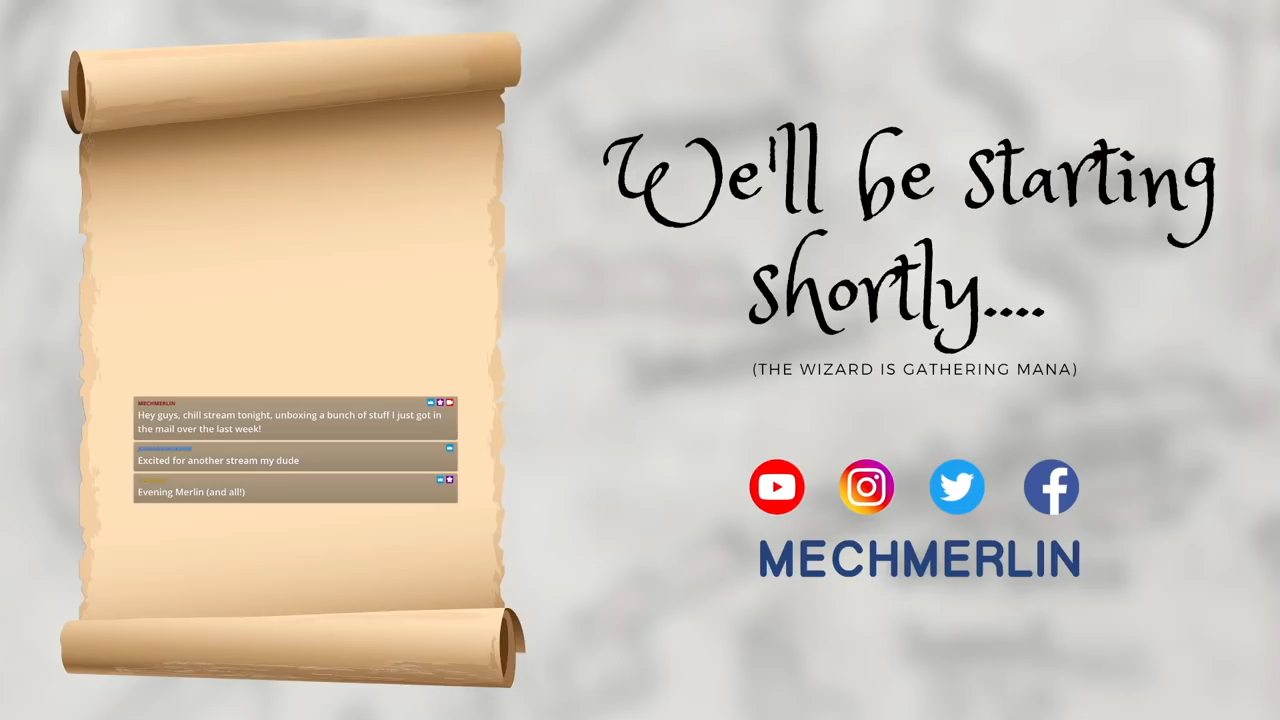 MECHMERLIN
Hey guys, chill stream tonight, unboxing a bunch of stuff I just got in
the mail over the last week!
Excited for another stream my dude
Evening Merlin (and all!)
We'll be starting
shortly....
(THE WIZARD IS GATHERING MANA)
MECHMERLIN